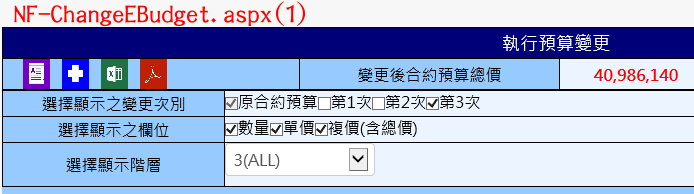 NF-ChangeEBudget.aspx(1)
執行預算變更
變更後合約預算總價 40,986,140
選擇顯示之變更次別 原合約預算 第1次 第2次 第3次
選擇顯示之欄位 數量 單價 複價(含總價)
選擇顯示階層 3(ALL)